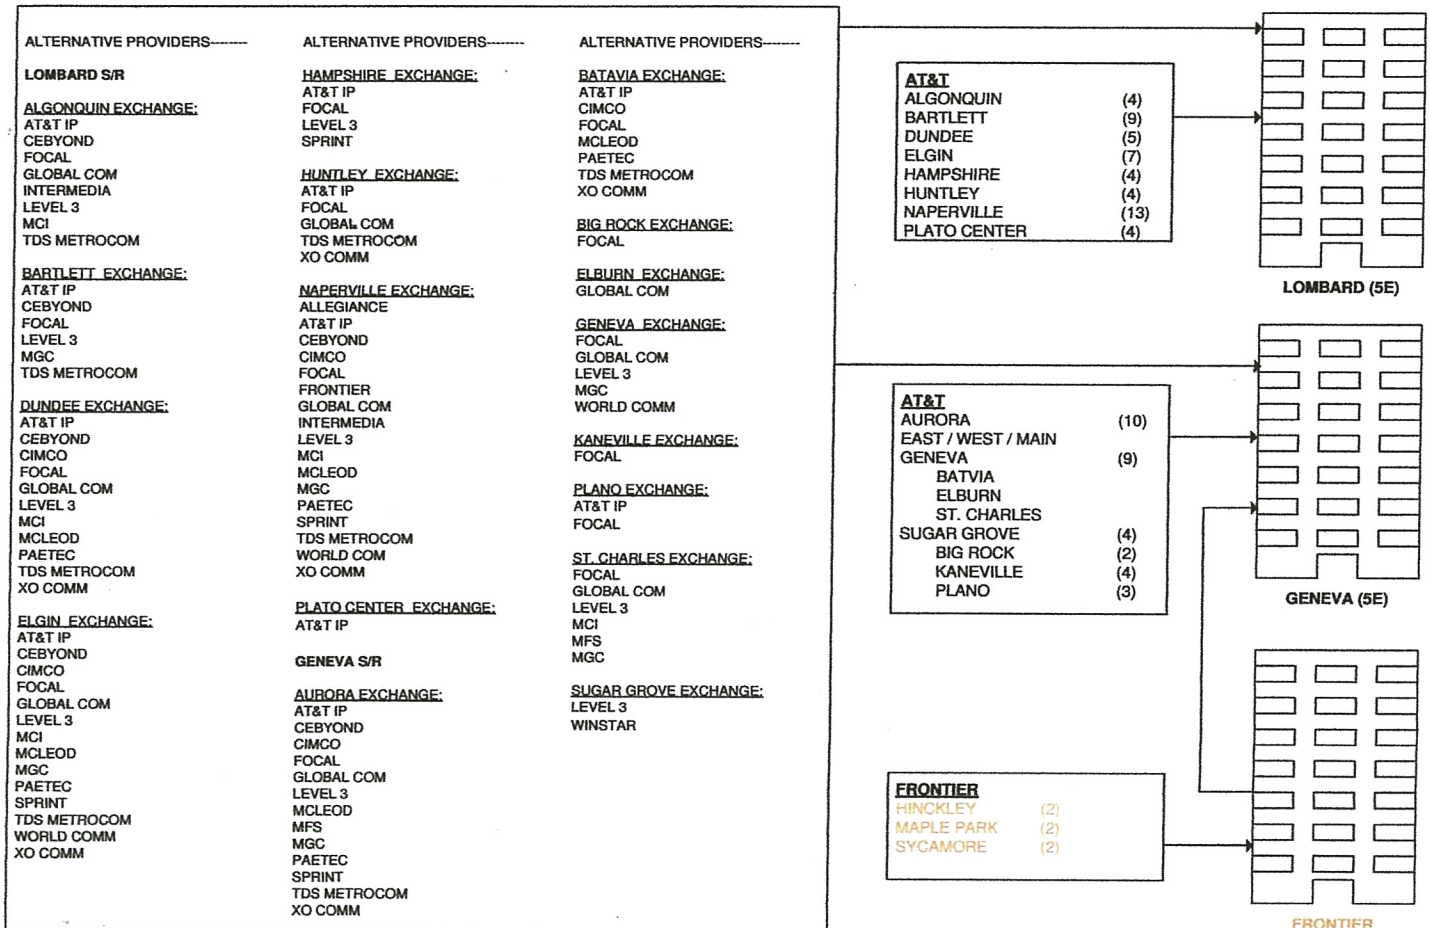 ALTERNATIVE PROVIDERS--------
LOMBARD S/R
ALGONQUIN EXCHANGE:
AT&T IP
CEBYOND
FOCAL
GLOBAL COM
INTERMEDIA
LEVEL 3
MCI
TDS METROCOM
BARTLETT EXCHANGE:
AT&T IP
CEBYOND
FOCAL
LEVEL 3
MGC
TDS METROCOM
DUNDEE EXCHANGE:
AT&T IP
CEBYOND
CIMCO
FOCAL
GLOBAL COM
LEVEL 3
MCI
MCLEOD
PAETEC
TDS METROCOM
XO COMM
ELGIN EXCHANGE:
AT&T IP
CEBYOND
CIMCO
FOCAL
GLOBAL COM
LEVEL 3
MCI
MCLEOD
MGC
PAETEC
SPRINT
TDS METROCOM
WORLD COMM
XO COMM
ALTERNATIVE PROVIDERS--------
HAMPSHIRE EXCHANGE:
AT&T IP
FOCAL
LEVEL 3
SPRINT
HUNTLEY EXCHANGE:
AT&T IP
FOCAL
GLOBAL COM
TDS METROCOM
XO COMM
NAPERVILLE EXCHANGE:
ALLEGIANCE
AT&T IP
CEBYOND
CIMCO
FOCAL
FRONTIER
GLOBAL COM
INTERMEDIA
LEVEL 3
MCI
MCLEOD
MGC
PAETEC
SPRINT
TDS METROCOM
WORLD COM
XO COMM
PLATO CENTER EXCHANGE:
AT&T IP
GENEVA S/R
AURORA EXCHANGE:
AT&T IP
CEBYOND
CIMCO
FOCAL
GLOBAL COM
LEVEL 3
MCLEOD
MFS
MGC
PAETEC
SPRINT
TDS METROCOM
XO COMM
ALTERNATIVE PROVIDERS--------
BATAVIA EXCHANGE:
AT&T IP
CIMCO
FOCAL
MCLEOD
PAETEC
TDS METROCOM
XO COMM
BIG ROCK EXCHANGE:
FOCAL
ELBURN EXCHANGE:
GLOBAL COM
GENEVA EXCHANGE:
FOCAL
GLOBAL COM
LEVEL 3
MGC
WORLD COMM
KANEVILLE EXCHANGE:
FOCAL
PLANO EXCHANGE:
AT&T IP
FOCAL
ST. CHARLES EXCHANGE:
FOCAL
GLOBAL COM
LEVEL 3
MCI
MFS
MGC
SUGAR GROVE EXCHANGE:
LEVEL 3
WINSTAR
AT&T
ALGONQUIN (4)
BARTLETT (9)
DUNDEE (5)
ELGIN (7)
HAMPSHIRE (4)
HUNTLEY (4)
NAPERVILLE (13)
PLATO CENTER (4)
LOMBARD (5E)
AT&T
AURORA (10)
EAST / WEST / MAIN
GENEVA (9)
BATVIA
ELBURN
ST. CHARLES
SUGAR GROVE (4)
BIG ROCK (2)
KANEVILLE (4)
PLANO (3)
GENEVA (5E)
FRONTIER
HINCKLEY (2)
MAPLE PARK (2)
SYCAMORE (2)
FRONTIER